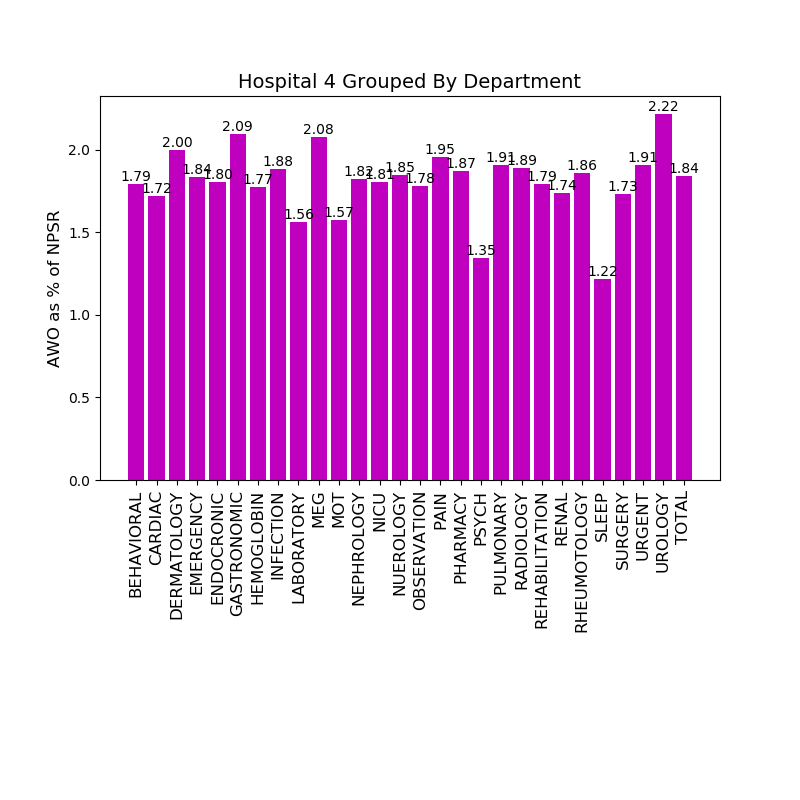 Hospital 4 Grouped By Department
AWO as % of NPSR
2.0
1.5
1.0
0.5
0.0
1.79
1.72
2.00
1.84
1.80
2.09
1.77
1.88
1.56
2.08
1.57
1.82
1.81
1.85
1.78
1.95
1.87
1.35
1.91
1.89
1.79
1.74
1.86
1.22
1.73
1.91
2.22
1.84
BEHAVIORAL
CARDIAC
DERMATOLOGY
EMERGENCY
ENDOCRONIC
GASTRONOMIC
HEMOGLOBIN
INFECTION
LABORATORY
MEG
MOT
NEPHROLOGY
NICU
NUEROLOGY
OBSERVATION
PAIN
PHARMACY
PSYCH
PULMONARY
RADIOLOGY
REHABILITATION
RENAL
RHEUMOTOLOGY
SLEEP
SURGERY
URGENT
UROLOGY
TOTAL